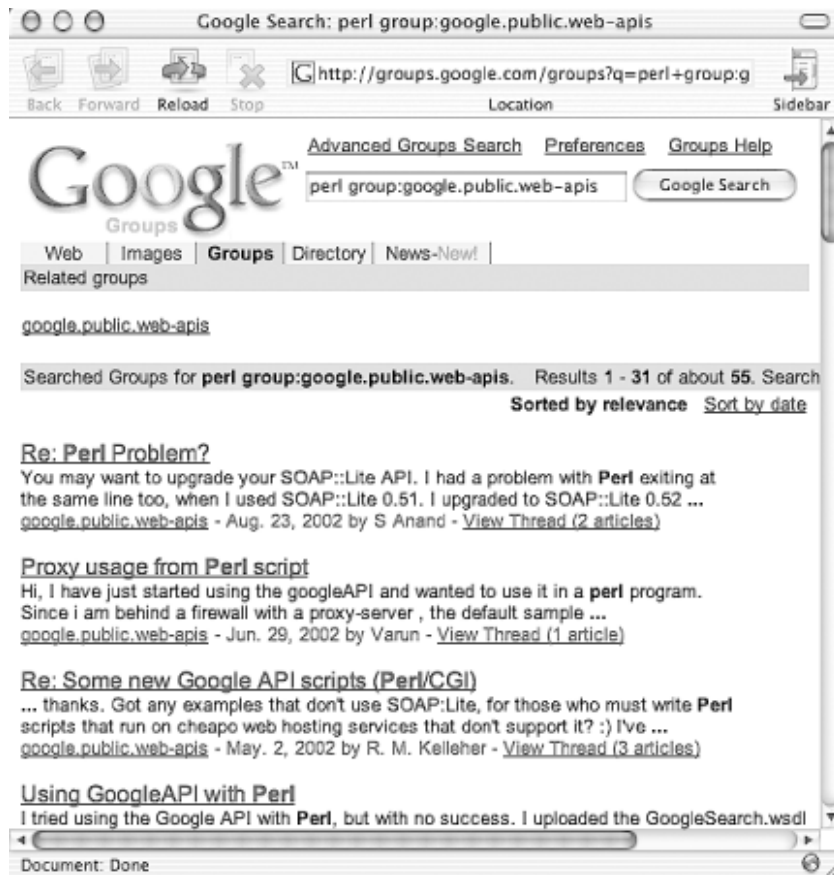 Google Search: perl group:google.public.web-apis
Back Forward Reload Stop
http://groups.google.com/groups?q=perl+group:g
Location
Sidebar
Google™
Groups
Advanced Groups Search Preferences Groups Help
perl group:google.public.web-apis Google Search
Web Images Groups Directory News-New!
Related groups
google.public.web-apis
Searched Groups for perl group:google.public.web-apis. Results 1 - 31 of about 55. Search
Sorted by relevance Sort by date
Re: Perl Problem?
You may want to upgrade your SOAP::Lite API. I had a problem with Perl exiting at
the same line too, when I used SOAP::Lite 0.51. I upgraded to SOAP::Lite 0.52 ...
google.public.web-apis - Aug. 23, 2002 by S Anand - View Thread (2 articles)
Proxy usage from Perl script
Hi, I have just started using the googleAPI and wanted to use it in a perl program.
Since i am behind a firewall with a proxy-server , the default sample ...
google.public.web-apis - Jun. 29, 2002 by Varun - View Thread (1 article)
Re: Some new Google API scripts (Perl/CGI)
... thanks. Got any examples that don't use SOAP:Lite, for those who must write Perl
scripts that run on cheapo web hosting services that don't support it? :) I've ...
google.public.web-apis - May. 2, 2002 by R. M. Kelleher - View Thread (3 articles)
Using GoogleAPI with Perl
I tried using the Google API with Perl, but with no success. I uploaded the GoogleSearch.wsdl
Document: Done